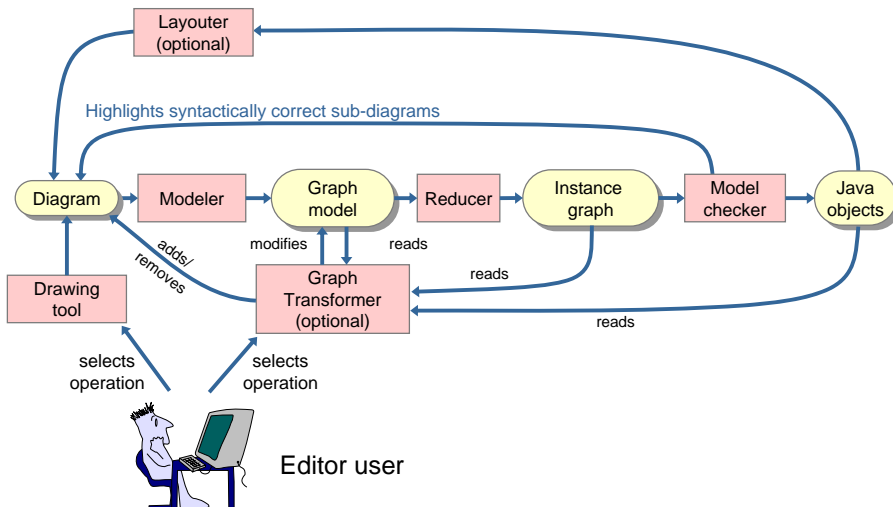 Layouter
(optional)
Highlights syntactically correct sub-diagrams
Diagram
Modeler
Graph
model
Reducer
Instance
graph
Model
checker
Java
objects
modifies
reads
adds/
removes
Drawing
tool
Graph
Transformer
(optional)
reads
reads
selects
operation
selects
operation
Editor user